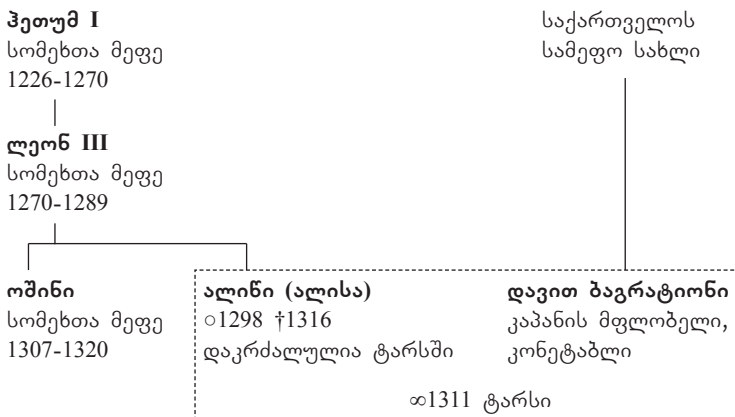 ჰეთუმ I
სომეხთა მეფე
1226-1270
საქართველოს
სამეფო სახლი
ლეონ III
სომეხთა მეფე
1270-1289
ოშინი
სომეხთა მეფე
1307-1320
ალიწი (ალისა)
○1298 †1316
დაკრძალულია ტარსში
დავით ბაგრატიონი
კაპანის მფლობელი,
კონეტაბლი
∞1311 ტარსი